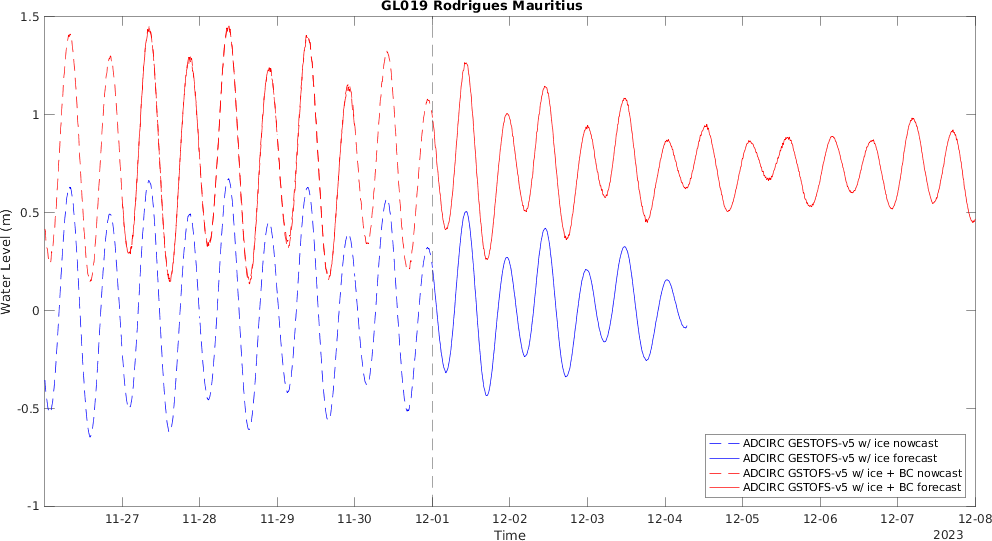 GL019 Rodrigues Mauritius
1.5
1
0.5
0
-0.5
-1
Water Level (m)
11-27 11-28 11-29 11-30 12-01 12-02 12-03 12-04 12-05 12-06 12-07 12-08
Time
2023
ADCIRC GESTOFS-v5 w/ ice nowcast
ADCIRC GESTOFS-v5 w/ ice forecast
ADCIRC GSTOFS-v5 w/ ice + BC nowcast
ADCIRC GSTOFS-v5 w/ ice + BC forecast